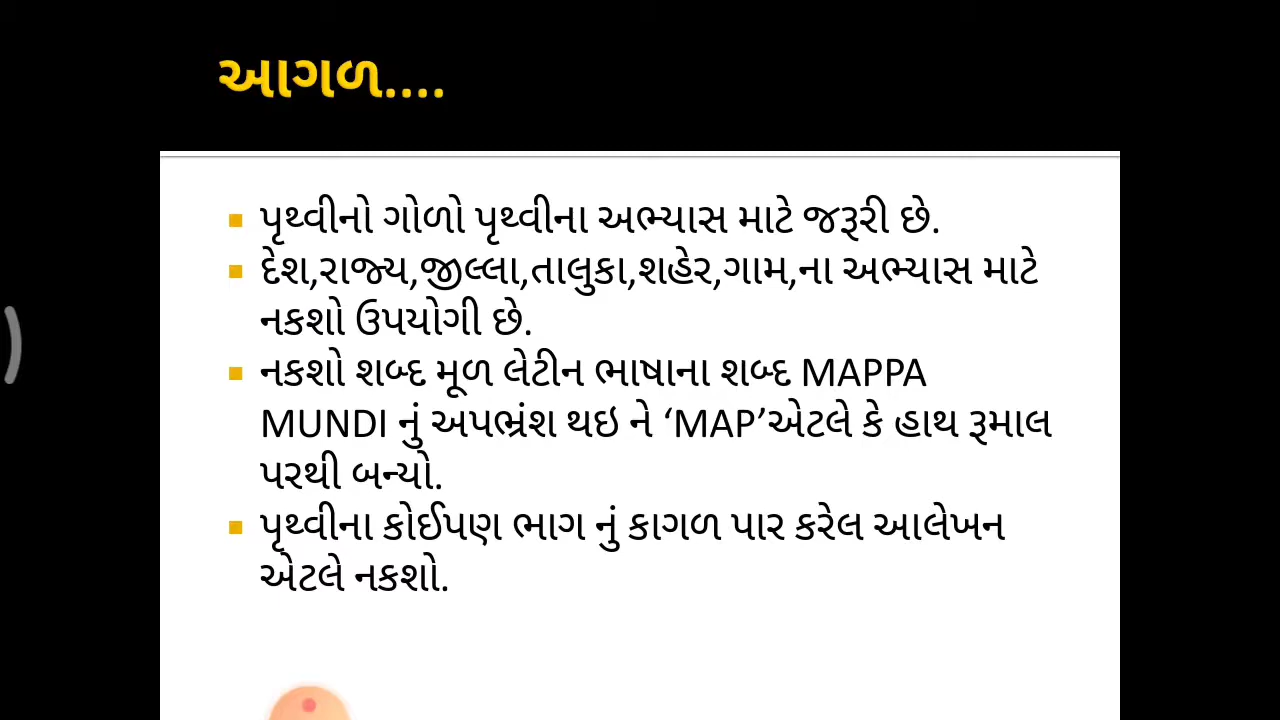 આગળ....
પૃથ્વીનો ગોળો પૃથ્વીના અભ્યાસ માટે જરૂરી છે.
દેશ,રાજ્ય,જીલ્લા,તાલુકા,શહેર,ગામ,ના અભ્યાસ માટે
નકશો ઉપયોગી છે.
નકશો શબ્દ મૂળ લેટીન ભાષાના શબ્દ MAPPA
MUNDI નું અપભ્રંશ થઇ ને ‘MAP’એટલે કે હાથ રૂમાલ
પરથી બન્યો.
પૃથ્વીના કોઈપણ ભાગ નું કાગળ પાર કરેલ આલેખન
એટલે નકશો.